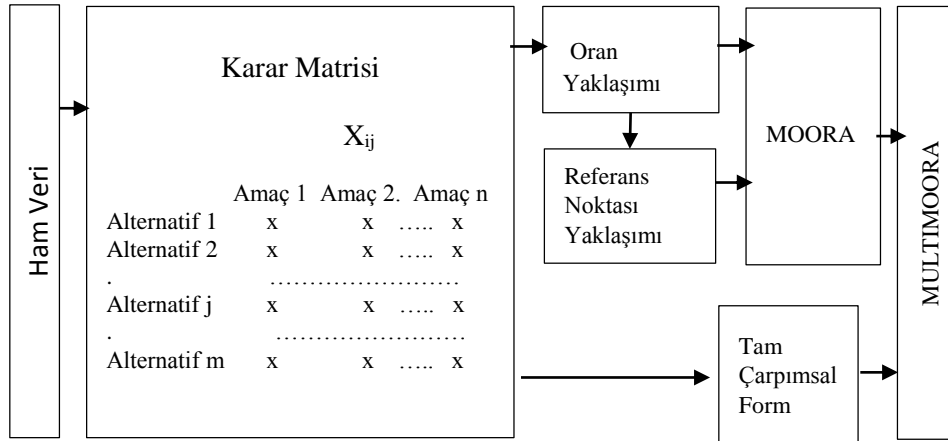 Ham Veri
Karar Matrisi
Xij
Amaç 1 Amaç 2. Amaç n
Alternatif 1 x x ….. x
Alternatif 2 x x ….. x
. ……………………
Alternatif j x x ….. x
. ……………………
Alternatif m x x ….. x
Oran
Yaklaşımı
Referans
Noktası
Yaklaşımı
MOORA
Tam
Çarpımsal
Form
MULTIMOORA